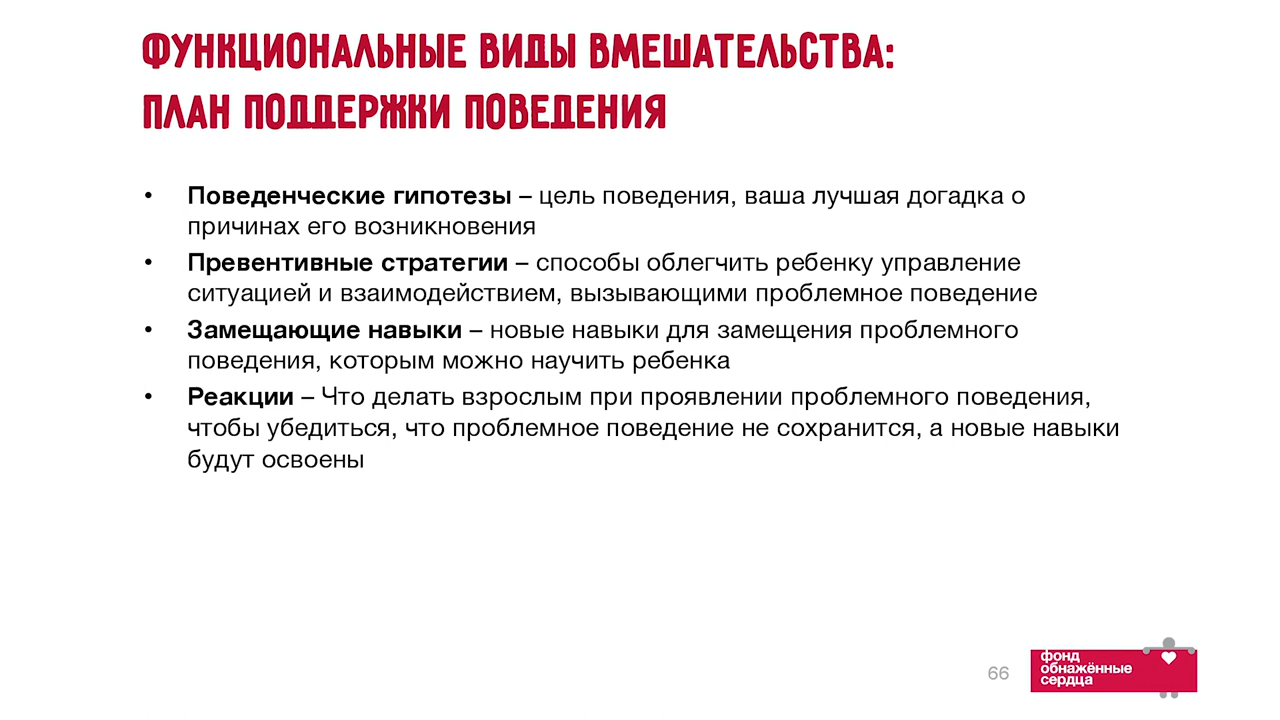 ФУНКЦИОНАЛЬНЫЕ ВИДЫ ВМЕШАТЕЛЬСТВА:
ПЛАН ПОДДЕРЖКИ ПОВЕДЕНИЯ
• Поведенческие гипотезы – цель поведения, ваша лучшая догадка о
причинах его возникновения
• Превентивные стратегии – способы облегчить ребенку управление
ситуацией и взаимодействием, вызывающими проблемное поведение
• Замещающие навыки – новые навыки для замещения проблемного
поведения, которым можно научить ребенка
• Реакции – Что делать взрослым при проявлении проблемного поведения,
чтобы убедиться, что проблемное поведение не сохранится, а новые навыки
будут освоены
66
фонд
обнажённые
сердца